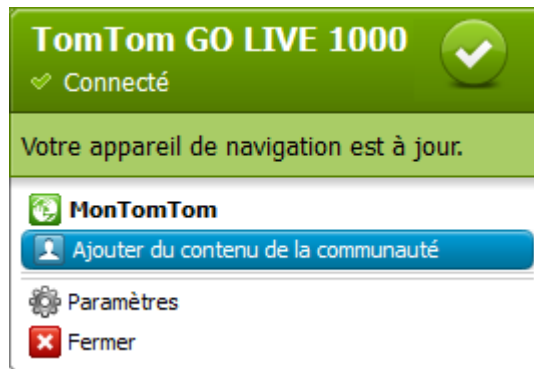 TomTom GO LIVE 1000
Connecté
Votre appareil de navigation est à jour.
MonTomTom
Ajouter du contenu de la communauté
Paramètres
Fermer